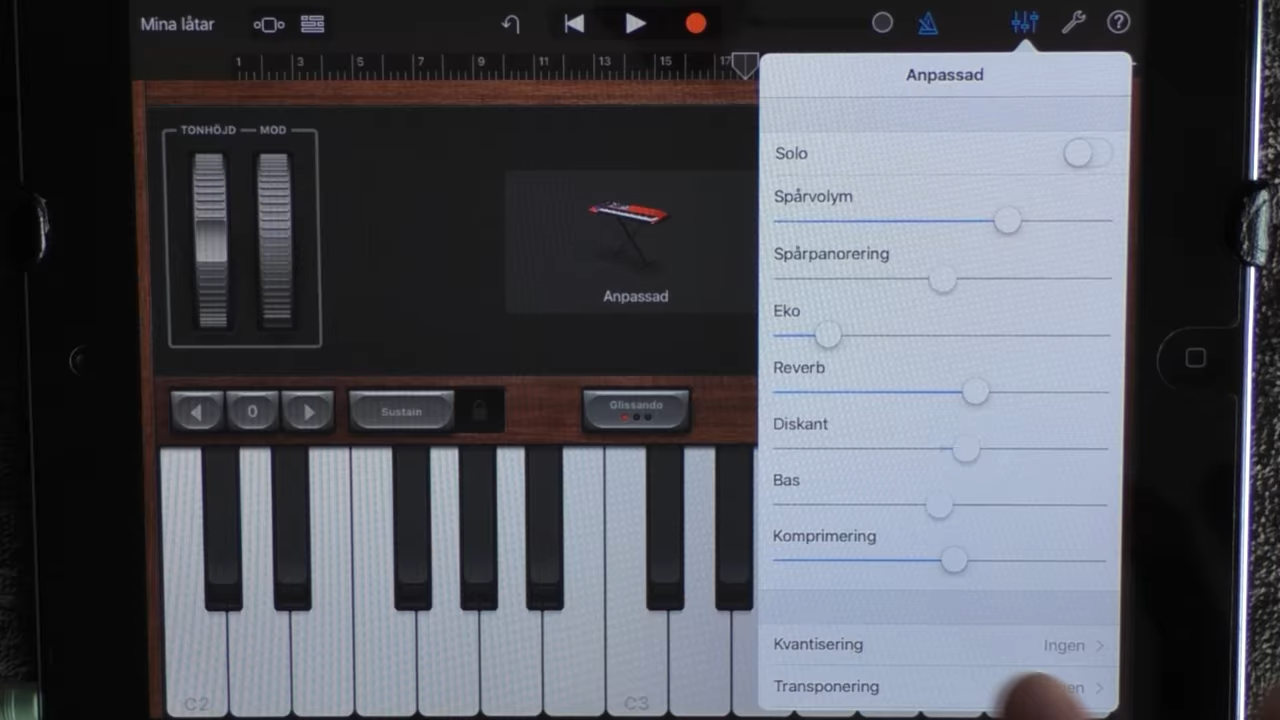 Mina låtar
?
1 3 5 7 9 11 13 15 17
Anpassad
TONHÖJD MOD
Solo
Spårvolym
Spårpanorering
Anpassad
Eko
Reverb
0
Sustain
Glissando
Diskant
Bas
Komprimering
Kvantisering Ingen
Transponering
C2 C3